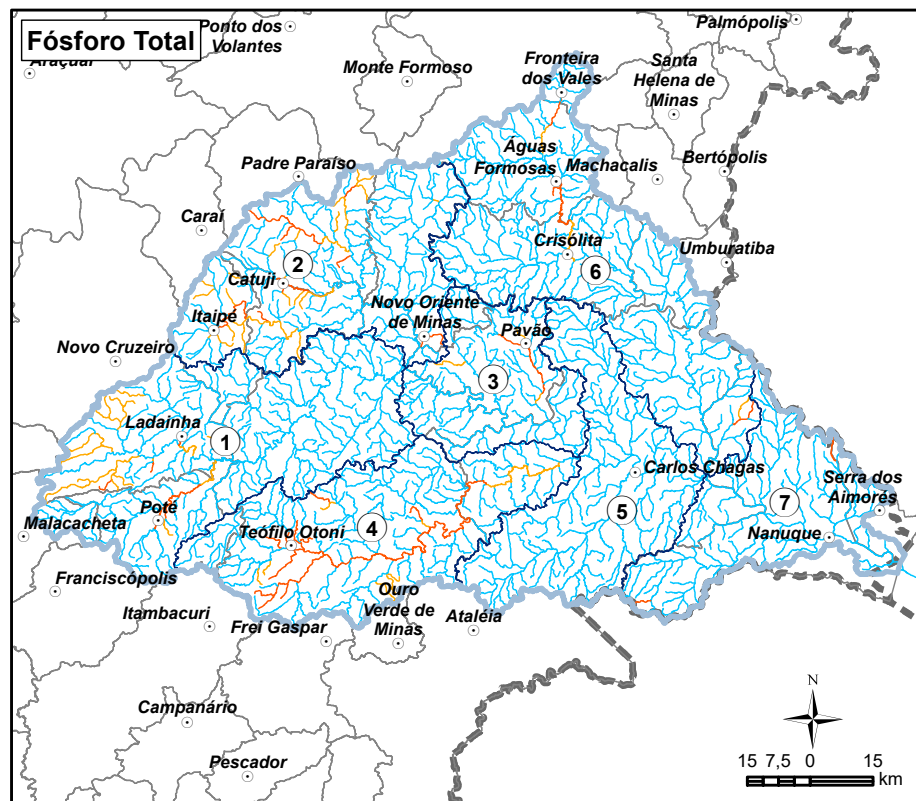 Fósforo Total
Ponto dos
Volantes
Araçuaí
Palmópolis
Monte Formoso
Fronteira
dos Vales
Santa
Helena de
Minas
Águas
Formosas
Machacalis
Bertópolis
Padre Paraíso
Caraí
Crisólita
Umburatiba
6
2
Catuji
Itaipé
Novo Oriente
de Minas
Pavão
Novo Cruzeiro
3
Ladainha
1
Carlos Chagas
Serra dos
Aimorés
Poté
Malacacheta
Teófilo Otoni
4
5
7
Nanuque
Franciscópolis
Itambacuri
Frei Gaspar
Ouro
Verde de
Minas
Ataléia
Campanário
Pescador
N
15 7,5 0 15
km